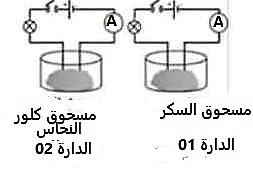 A
A
مسحوق السكر
الدارة 01
مسحوق كلور
النحاس
الدارة 02